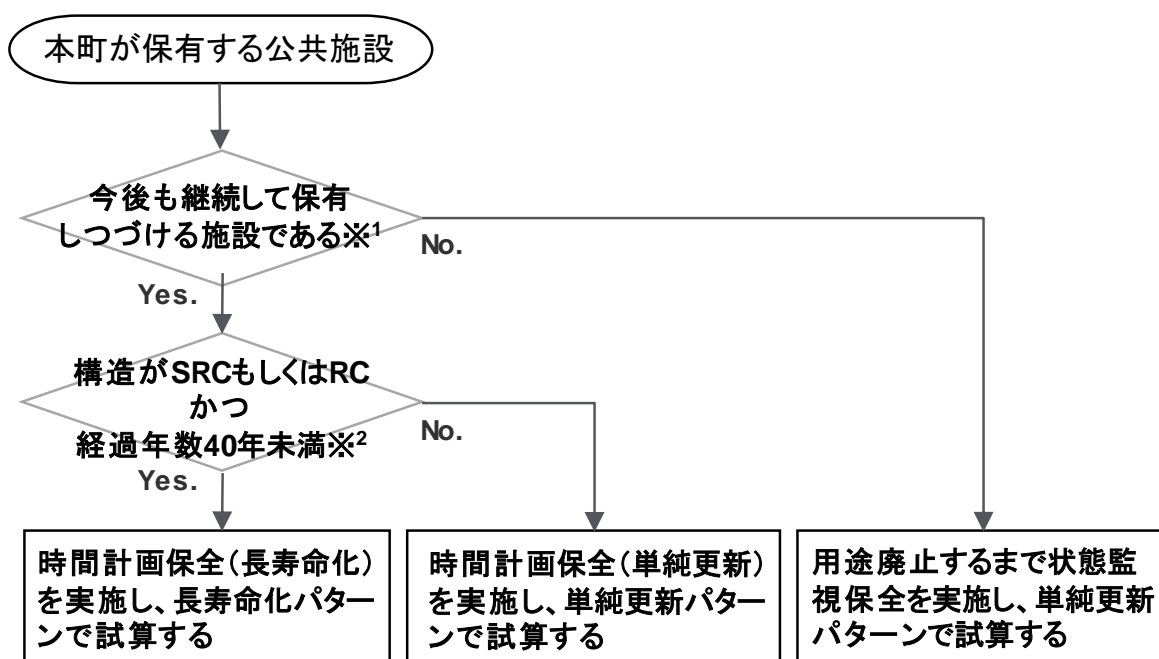 本町が保有する公共施設
今後も継続して保有
しつづける施設である※1
No.
Yes.
構造がSRCもしくはRC
かつ
経過年数40年未満※2
No.
Yes.
時間計画保全(長寿命化)
を実施し、長寿命化パター
ンで試算する
時間計画保全(単純更新)
を実施し、単純更新パター
ンで試算する
用途廃止するまで状態監
視保全を実施し、単純更新
パターンで試算する